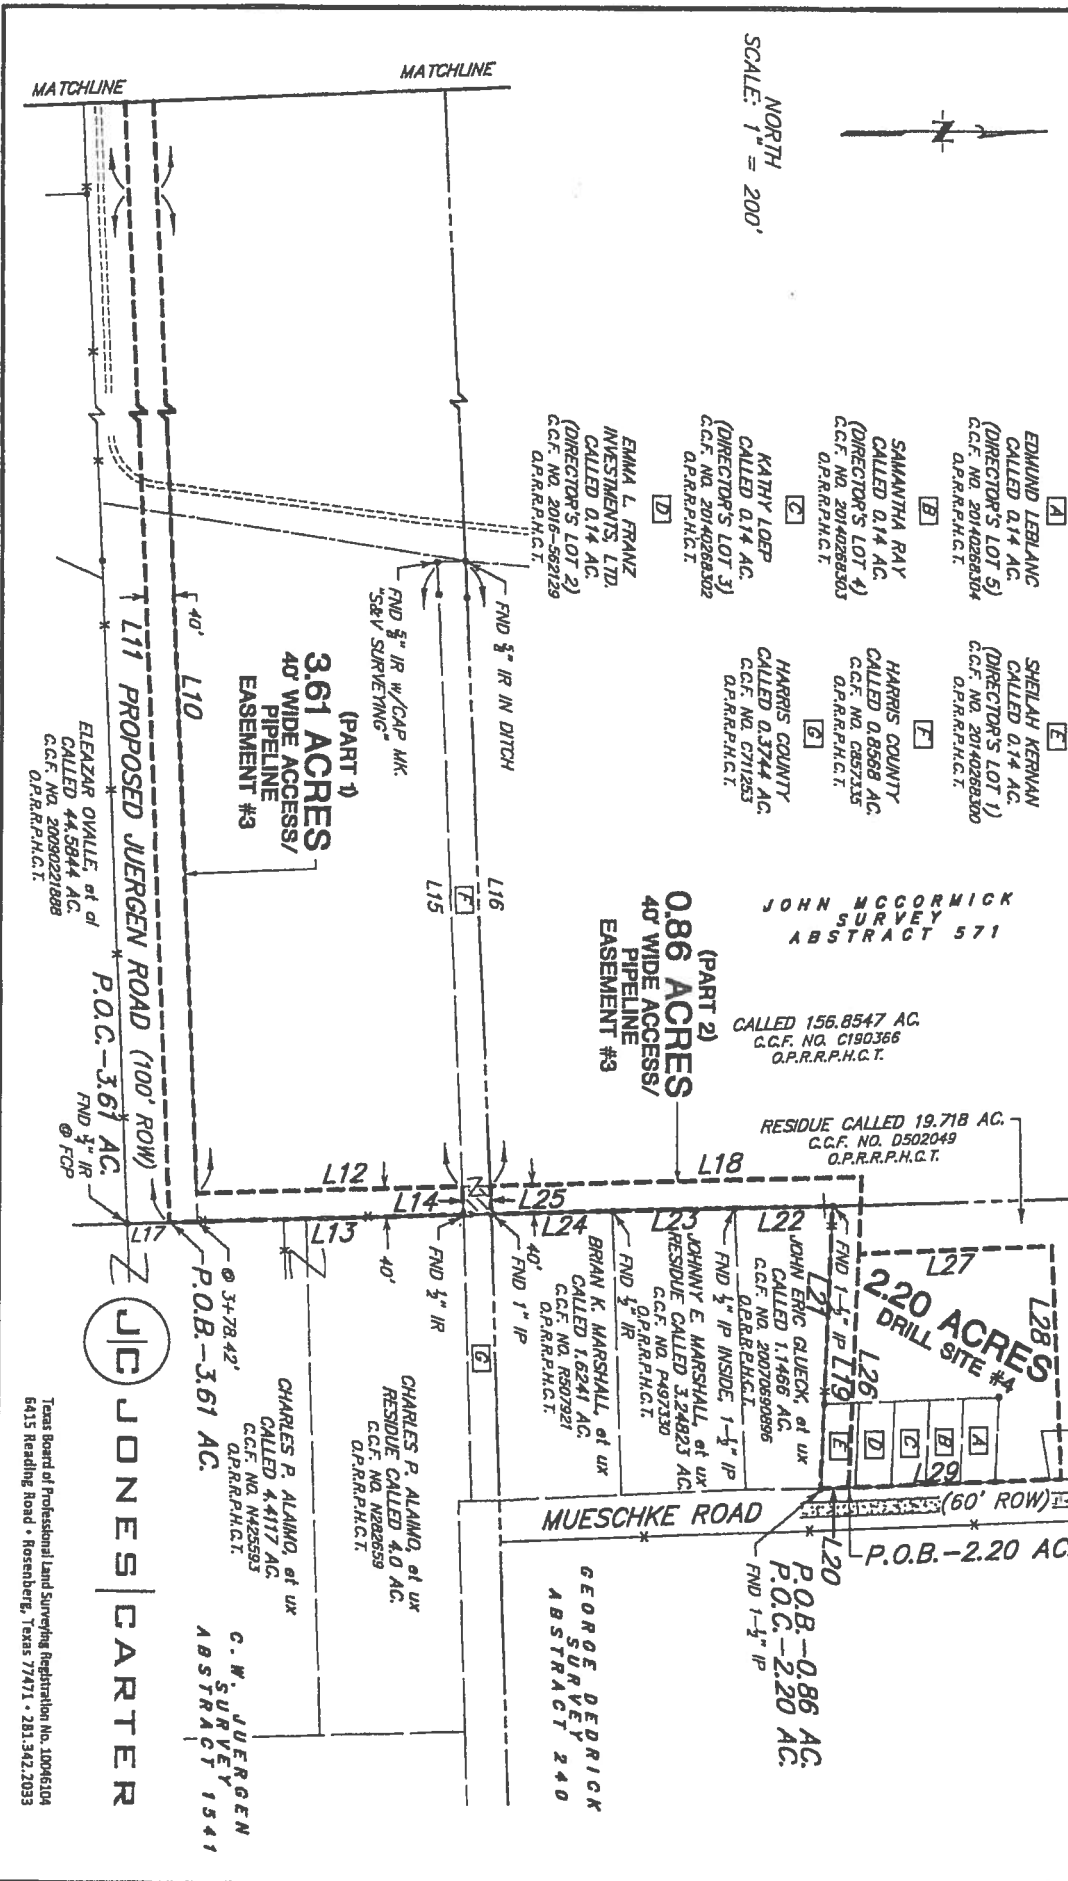 NORTH
SCALE: 1" = 200'
N
A
EDMUND LEBLANC
CALLED 0.14 AC.
(DIRECTOR'S LOT 5)
C.C.F. NO. 20140268304
O.P.R.R.P.H.C.T.
B
SAMANTHA RAY
CALLED 0.14 AC.
(DIRECTOR'S LOT 4)
C.C.F. NO. 20140268303
O.P.R.R.P.H.C.T.
C
KATHY LOEP
CALLED 0.14 AC.
(DIRECTOR'S LOT 3)
C.C.F. NO. 20140268302
O.P.R.R.P.H.C.T.
D
EMMA L. FRANZ
INVESTMENTS, LTD.
CALLED 0.14 AC.
(DIRECTOR'S LOT 2)
C.C.F. NO. 2016-562129
O.P.R.R.P.H.C.T.
E
SHEILAH KERNAN
CALLED 0.14 AC.
(DIRECTOR'S LOT 1)
C.C.F. NO. 20140268300
O.P.R.R.P.H.C.T.
F
HARRIS COUNTY
CALLED 0.8568 AC.
C.C.F. NO. C857335
O.P.R.R.P.H.C.T.
G
HARRIS COUNTY
CALLED 0.3744 AC.
C.C.F. NO. C711253
O.P.R.R.P.H.C.T.
JOHN MCCORMICK
SURVEY
ABSTRACT 571
CALLED 156.8547 AC.
C.C.F. NO. C190366
O.P.R.R.P.H.C.T.
RESIDUE CALLED 19.718 AC.
C.C.F. NO. D502049
O.P.R.R.P.H.C.T.
MATCHLINE
MATCHLINE
FND ⅝" IR IN DITCH
FND ⅝" IR W/CAP MK.
"S&V SURVEYING"
(PART 1)
3.61 ACRES
40' WIDE ACCESS/
PIPELINE
EASEMENT #3
(PART 2)
0.86 ACRES
40' WIDE ACCESS/
PIPELINE
EASEMENT #3
L16
F
L15
40'
L10
L11 PROPOSED JUERGEN ROAD (100' ROW)
ELEAZAR OVALLE, et al
CALLED 44.5844 AC.
C.C.F. NO. 20090221888
O.P.R.R.P.H.C.T.
P.O.C.-3.61 AC.
FND ¾" IR
@ FCP
L12
L14
L25
L18
L17
L13
L24
L23
L22
L21
L19
L26
L27
L28
L29
L20
2.20 ACRES
DRILL SITE #4
A
B
C
D
E
@ 3+78.42'
P.O.B.-3.61 AC.
40'
FND ½" IR
FND 1" IP
40'
FND ½" IR
FND ½" IP INSIDE, 1-½" IP
FND 1-½" IP
G
BRIAN K. MARSHALL, et ux
CALLED 1.6241 AC.
C.C.F. NO. R507921
O.P.R.R.P.H.C.T.
JOHNNY E. MARSHALL, et ux
RESIDUE CALLED 3.24823 AC.
C.C.F. NO. P497330
O.P.R.R.P.H.C.T.
JOHN ERIC GLUECK, et ux
CALLED 1.1466 AC.
C.C.F. NO. 20070690896
O.P.R.R.P.H.C.T.
CHARLES P. ALAIMO, et ux
RESIDUE CALLED 4.0 AC.
C.C.F. NO. N282659
O.P.R.R.P.H.C.T.
CHARLES P. ALAIMO, et ux
CALLED 4.4117 AC.
C.C.F. NO. N425593
O.P.R.R.P.H.C.T.
MUESCHKE ROAD
(60' ROW)
P.O.B.-2.20 AC.
P.O.B.-0.86 AC.
P.O.C.-2.20 AC.
FND 1-½" IP
GEORGE DEDRICK
SURVEY
ABSTRACT 240
C.W. JUERGEN
SURVEY
ABSTRACT 1541
J|C JONES|CARTER
Texas Board of Professional Land Surveying Registration No. 10046104
6415 Reading Road • Rosenberg, Texas 77471 • 281.342.2033